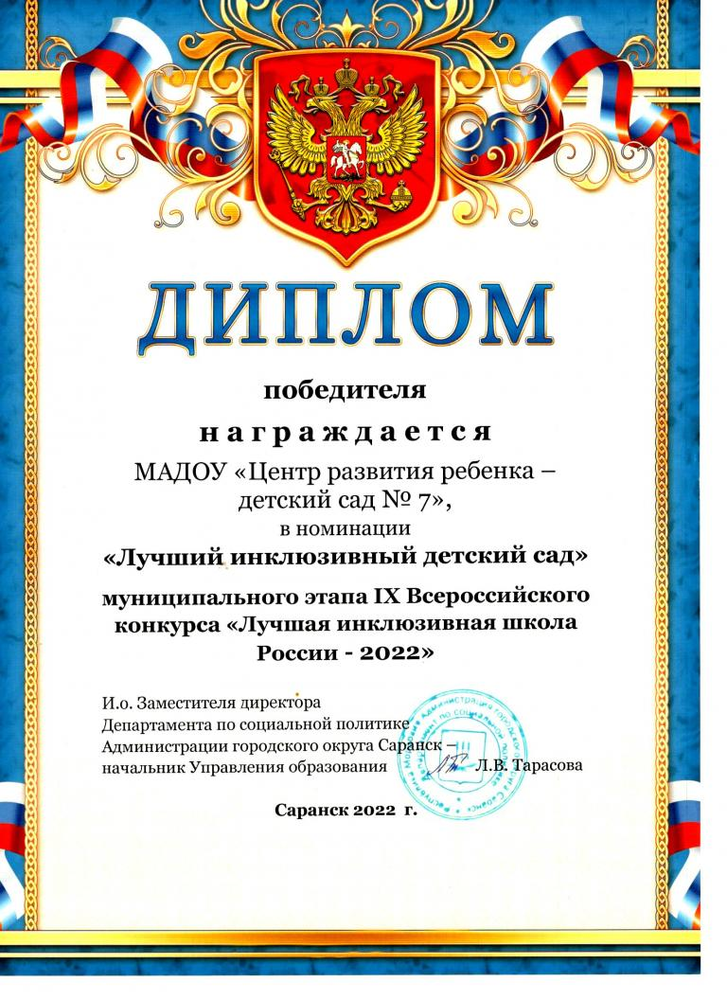 ДИПЛОМ
победителя
награждается
МАДОУ «Центр развития ребенка –
детский сад № 7»,
в номинации
«Лучший инклюзивный детский сад»
муниципального этапа IX Всероссийского
конкурса «Лучшая инклюзивная школа
России - 2022»
И.о. Заместителя директора
Департамента по социальной политике
Администрации городского округа Саранск –
начальник Управления образования Л.В. Тарасова
Саранск 2022 г.